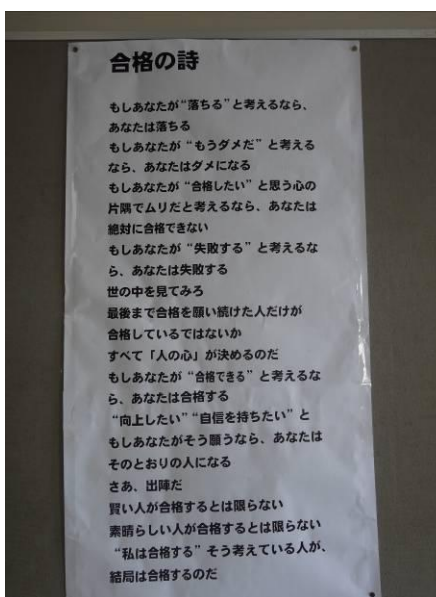 合格の詩
もしあなたが“落ちる”と考えるなら、
あなたは落ちる
もしあなたが“もうダメだ”と考える
なら、あなたはダメになる
もしあなたが“合格したい”と思う心の
片隅でムリだと考えるなら、あなたは
絶対に合格できない
もしあなたが“失敗する”と考えるな
ら、あなたは失敗する
世の中を見てみろ
最後まで合格を願い続けた人だけが
合格しているではないか
すべて「人の心」が決めるのだ
もしあなたが“合格できる”と考えるな
ら、あなたは合格する
“向上したい”“自信を持ちたい”と
もしあなたがそう願うなら、あなたは
そのとおりの人になる
さあ、出陣だ
賢い人が合格するとは限らない
素晴らしい人が合格するとは限らない
“私は合格する”そう考えている人が、
結局は合格するのだ